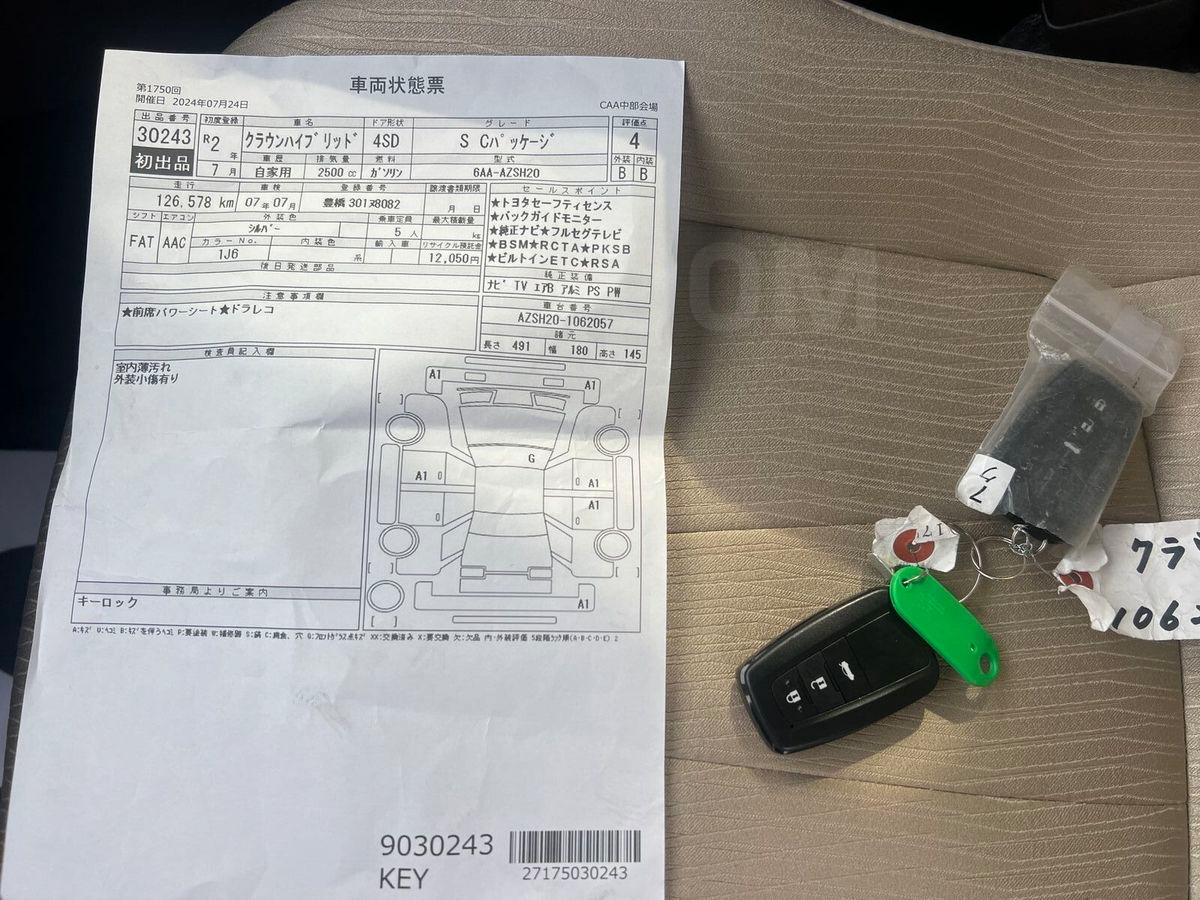 車両状態票
第1750回
開催日 2024年07月24日
CAA中部会場
出品番号 初度登録 車名 ドア形状 グレード 評価点
30243 R2年 クラウンハイブリッド 4SD S Cパッケージ 4
車歴 排気量 燃料 型式 外装 内装
初出品 7月 自家用 2500cc ガソリン 6AA-AZSH20 B B
走行 車検 登録番号 譲渡書類期限 セールスポイント
126,578 km 07年07月 豊橋 301ヌ8082 月 日 ★トヨタセーフティセンス
シフト エアコン 外装色 乗車定員 最大積載量 ★バックガイドモニター
FAT AAC シルバー 5人 kg ★純正ナビ★フルセグテレビ
カラーNo. 内装色 輸入車 リサイクル預託金 ★BSM★RCTA★PKSB
1J6 系 12,050円 ★ビルトインETC★RSA
後日発送部品 純正装備
ナビ TV エアB アルミ PS PW
注意事項欄 車台番号
★前席パワーシート★ドラレコ AZSH20-1062057
諸元
長さ 491 幅 180 高さ 145
検査員記入欄
室内薄汚れ
外装小傷有り
A1 A1
G
A1 0 0 A1
0 0 A1
A1
事務局よりご案内
キーロック
A:キズ U:ヘコミ B:キズを伴うヘコミ P:要塗装 W:補修跡 S:錆 C:腐食、穴 G:フロントガラス点キズ XX:交換済み X:要交換 欠:欠品 内・外装評価 5段階ランク順(A・B・C・D・E) 2
9030243
KEY
27175030243
OM
17
クラ
106